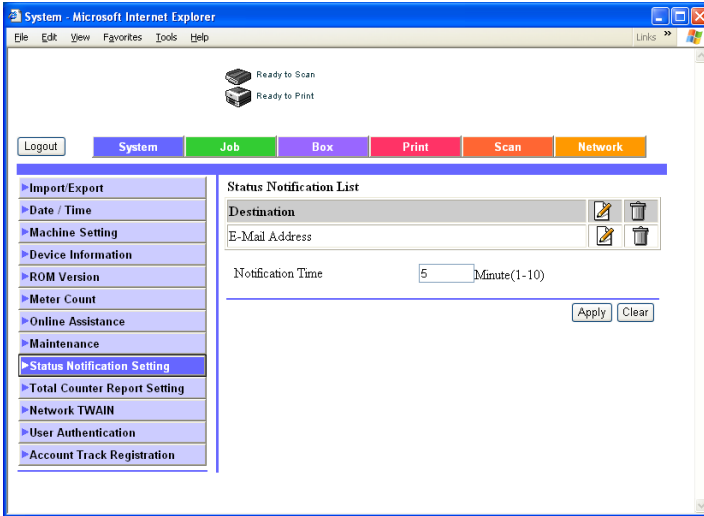 System - Microsoft Internet Explorer
File Edit View Favorites Tools Help Links »
Ready to Scan
Ready to Print
Logout System Job Box Print Scan Network
Import/Export
Date / Time
Machine Setting
Device Information
ROM Version
Meter Count
Online Assistance
Maintenance
Status Notification Setting
Total Counter Report Setting
Network TWAIN
User Authentication
Account Track Registration
Status Notification List
Destination
E-Mail Address
Notification Time 5 Minute(1-10)
Apply Clear